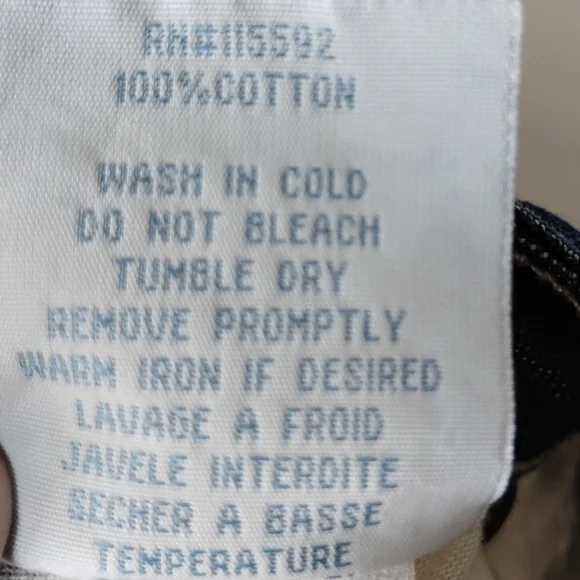 RN#115592
100%COTTON
WASH IN COLD
DO NOT BLEACH
TUMBLE DRY
REMOVE PROMPTLY
WARM IRON IF DESIRED
LAVAGE A FROID
JAVELE INTERDITE
SECHER A BASSE
TEMPERATURE